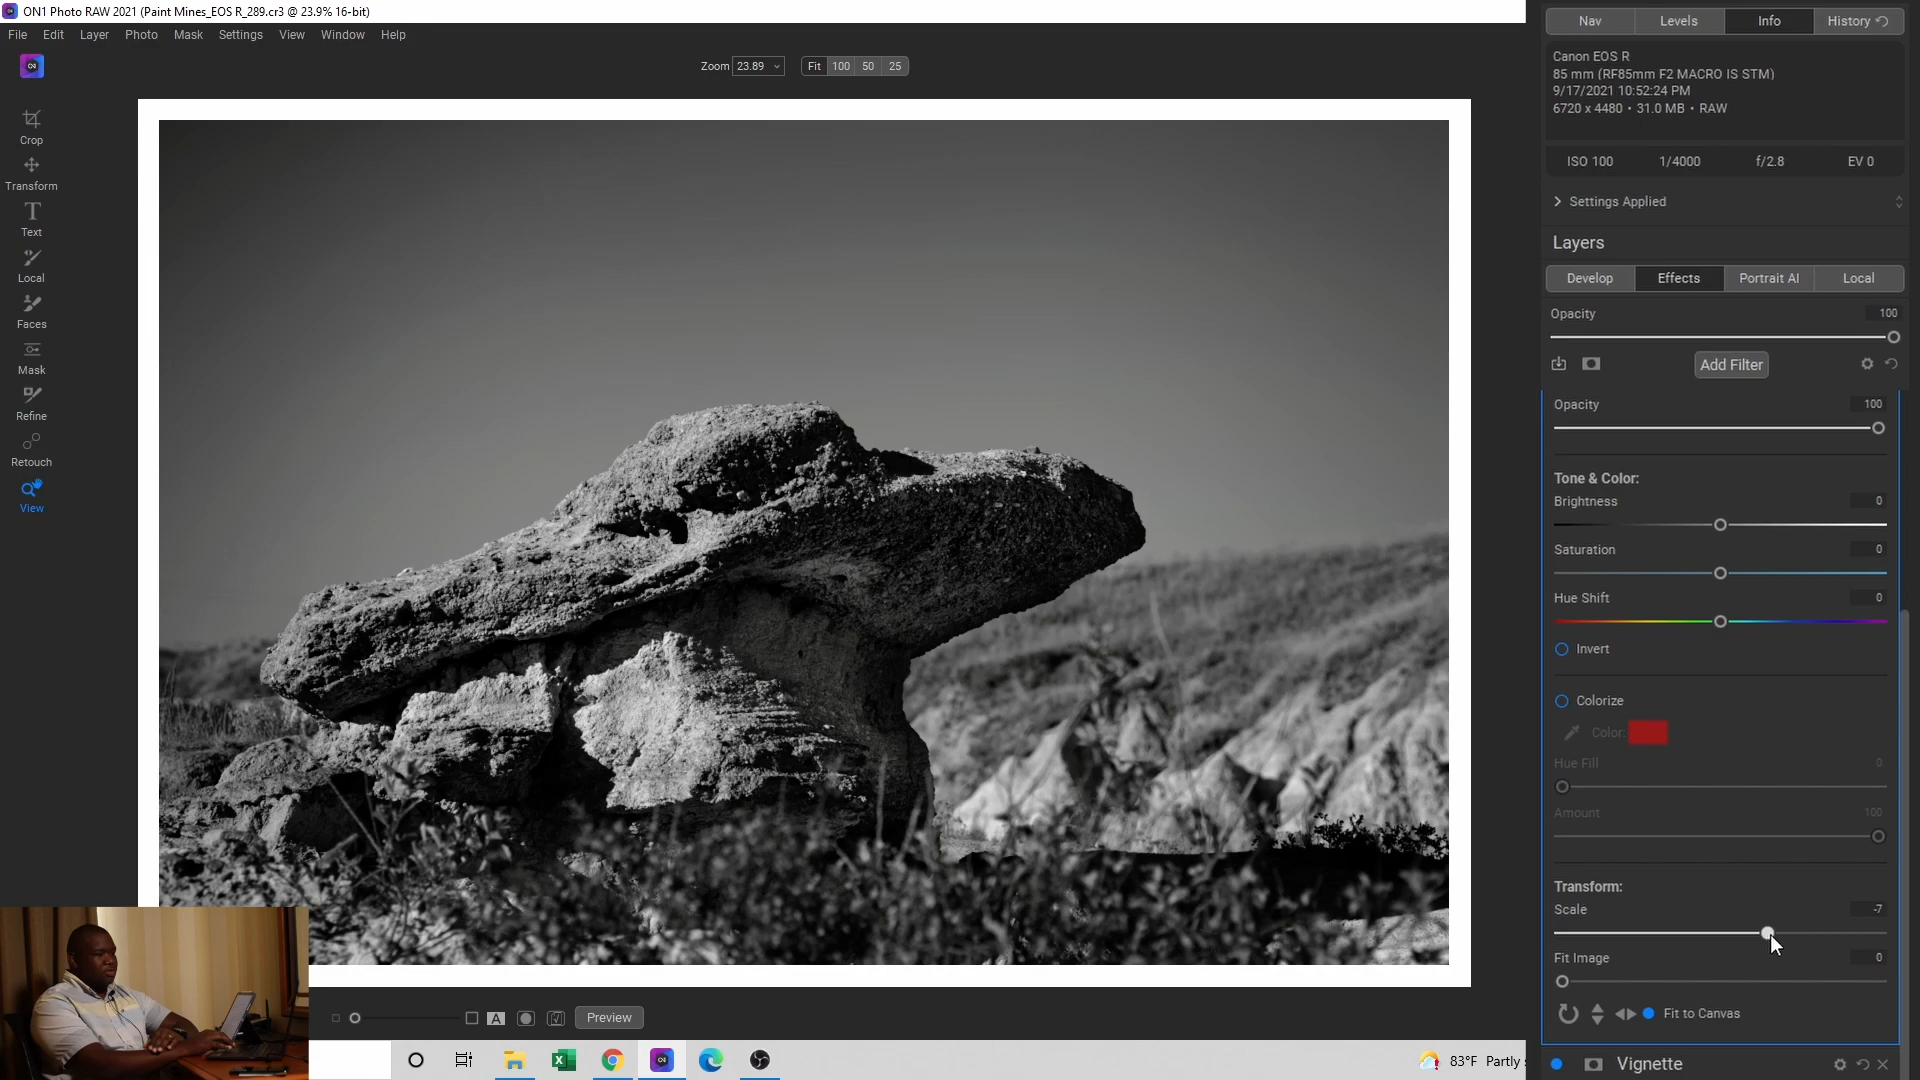 ON1 Photo RAW 2021 (Paint Mines_EOS R_289.cr3 @ 23.9% 16-bit)
File Edit Layer Photo Mask Settings View Window Help
Zoom 23.89 Fit 100 50 25
Crop
Transform
Text
Local
Faces
Mask
Refine
Retouch
View
A
Preview
83°F Partly
Nav Levels Info History
Canon EOS R
85 mm (RF85mm F2 MACRO IS STM)
9/17/2021 10:52:24 PM
6720 x 4480 • 31.0 MB • RAW
ISO 100 1/4000 f/2.8 EV 0
Settings Applied
Layers
Develop Effects Portrait AI Local
Opacity 100
Add Filter
Opacity 100
Tone & Color:
Brightness 0
Saturation 0
Hue Shift 0
Invert
Colorize
Color:
Hue Fill 0
Amount 100
Transform:
Scale -7
Fit Image 0
Fit to Canvas
Vignette